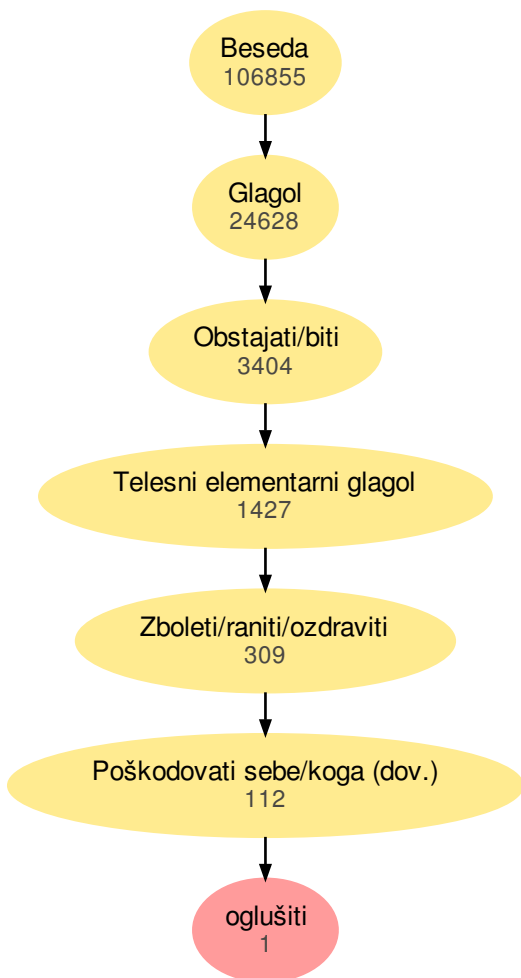 Beseda
106855
Glagol
24628
Obstajati/biti
3404
Telesni elementarni glagol
1427
Zboleti/raniti/ozdraviti
309
Poškodovati sebe/koga (dov.)
112
oglušiti
1